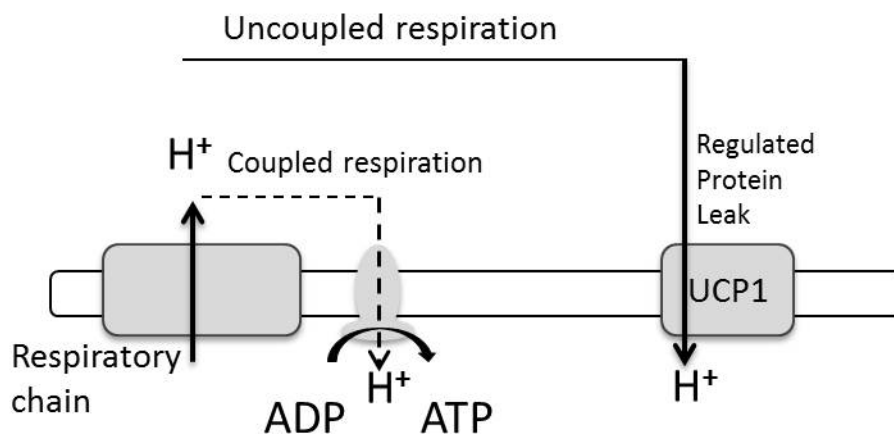 Uncoupled respiration
H+
Coupled respiration
Regulated
Protein
Leak
UCP1
Respiratory
chain
H+
H+
ADP
ATP